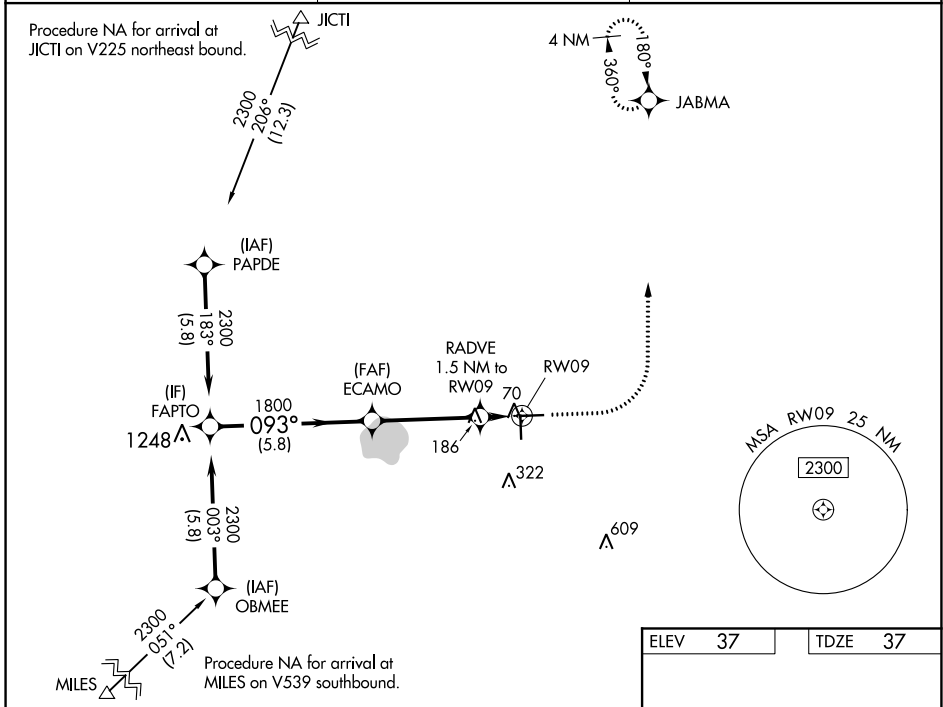 Procedure NA for arrival at
JICTI on V225 northeast bound.
JICTI
2300
206°
(12.3)
4 NM
360°
180°
JABMA
(IAF)
PAPDE
2300
183°
(5.8)
(IF)
FAPTO
1248
1800
093°
(5.8)
(FAF)
ECAMO
RADVE
1.5 NM to
RW09
70
RW09
186
322
609
MSA RW09 25 NM
2300
2300
003°
(5.8)
(IAF)
OBMEE
2300
051°
(7.2)
MILES
Procedure NA for arrival at
MILES on V539 southbound.
ELEV 37
TDZE 37